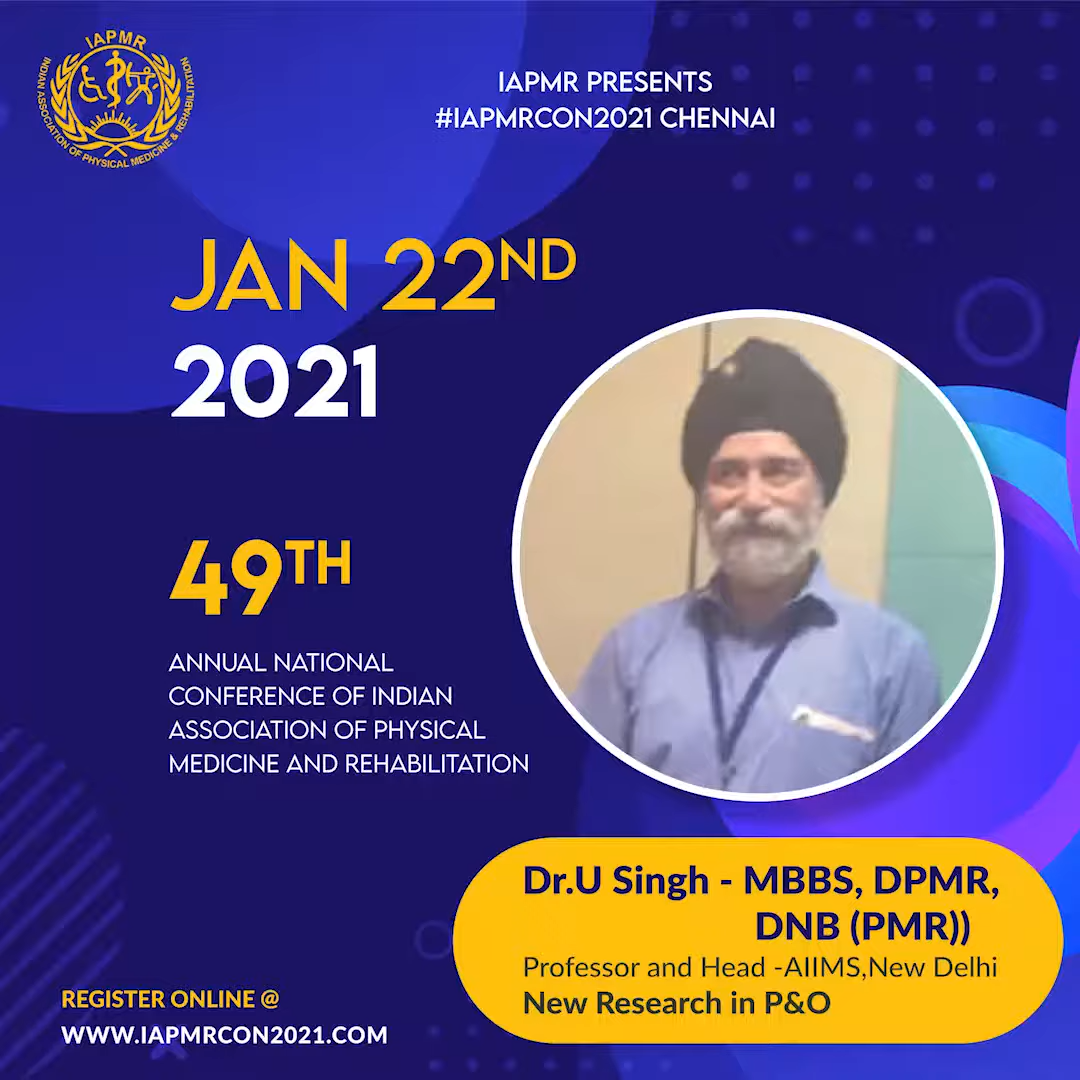 IAPMR
INDIAN ASSOCIATION OF PHYSICAL MEDICINE & REHABILITATION
IAPMR PRESENTS
#IAPMRCON2021 CHENNAI
JAN 22ND
2021
49TH
ANNUAL NATIONAL
CONFERENCE OF INDIAN
ASSOCIATION OF PHYSICAL
MEDICINE AND REHABILITATION
Dr.U Singh - MBBS, DPMR,
DNB (PMR))
Professor and Head -AIIMS,New Delhi
New Research in P&O
REGISTER ONLINE @
WWW.IAPMRCON2021.COM